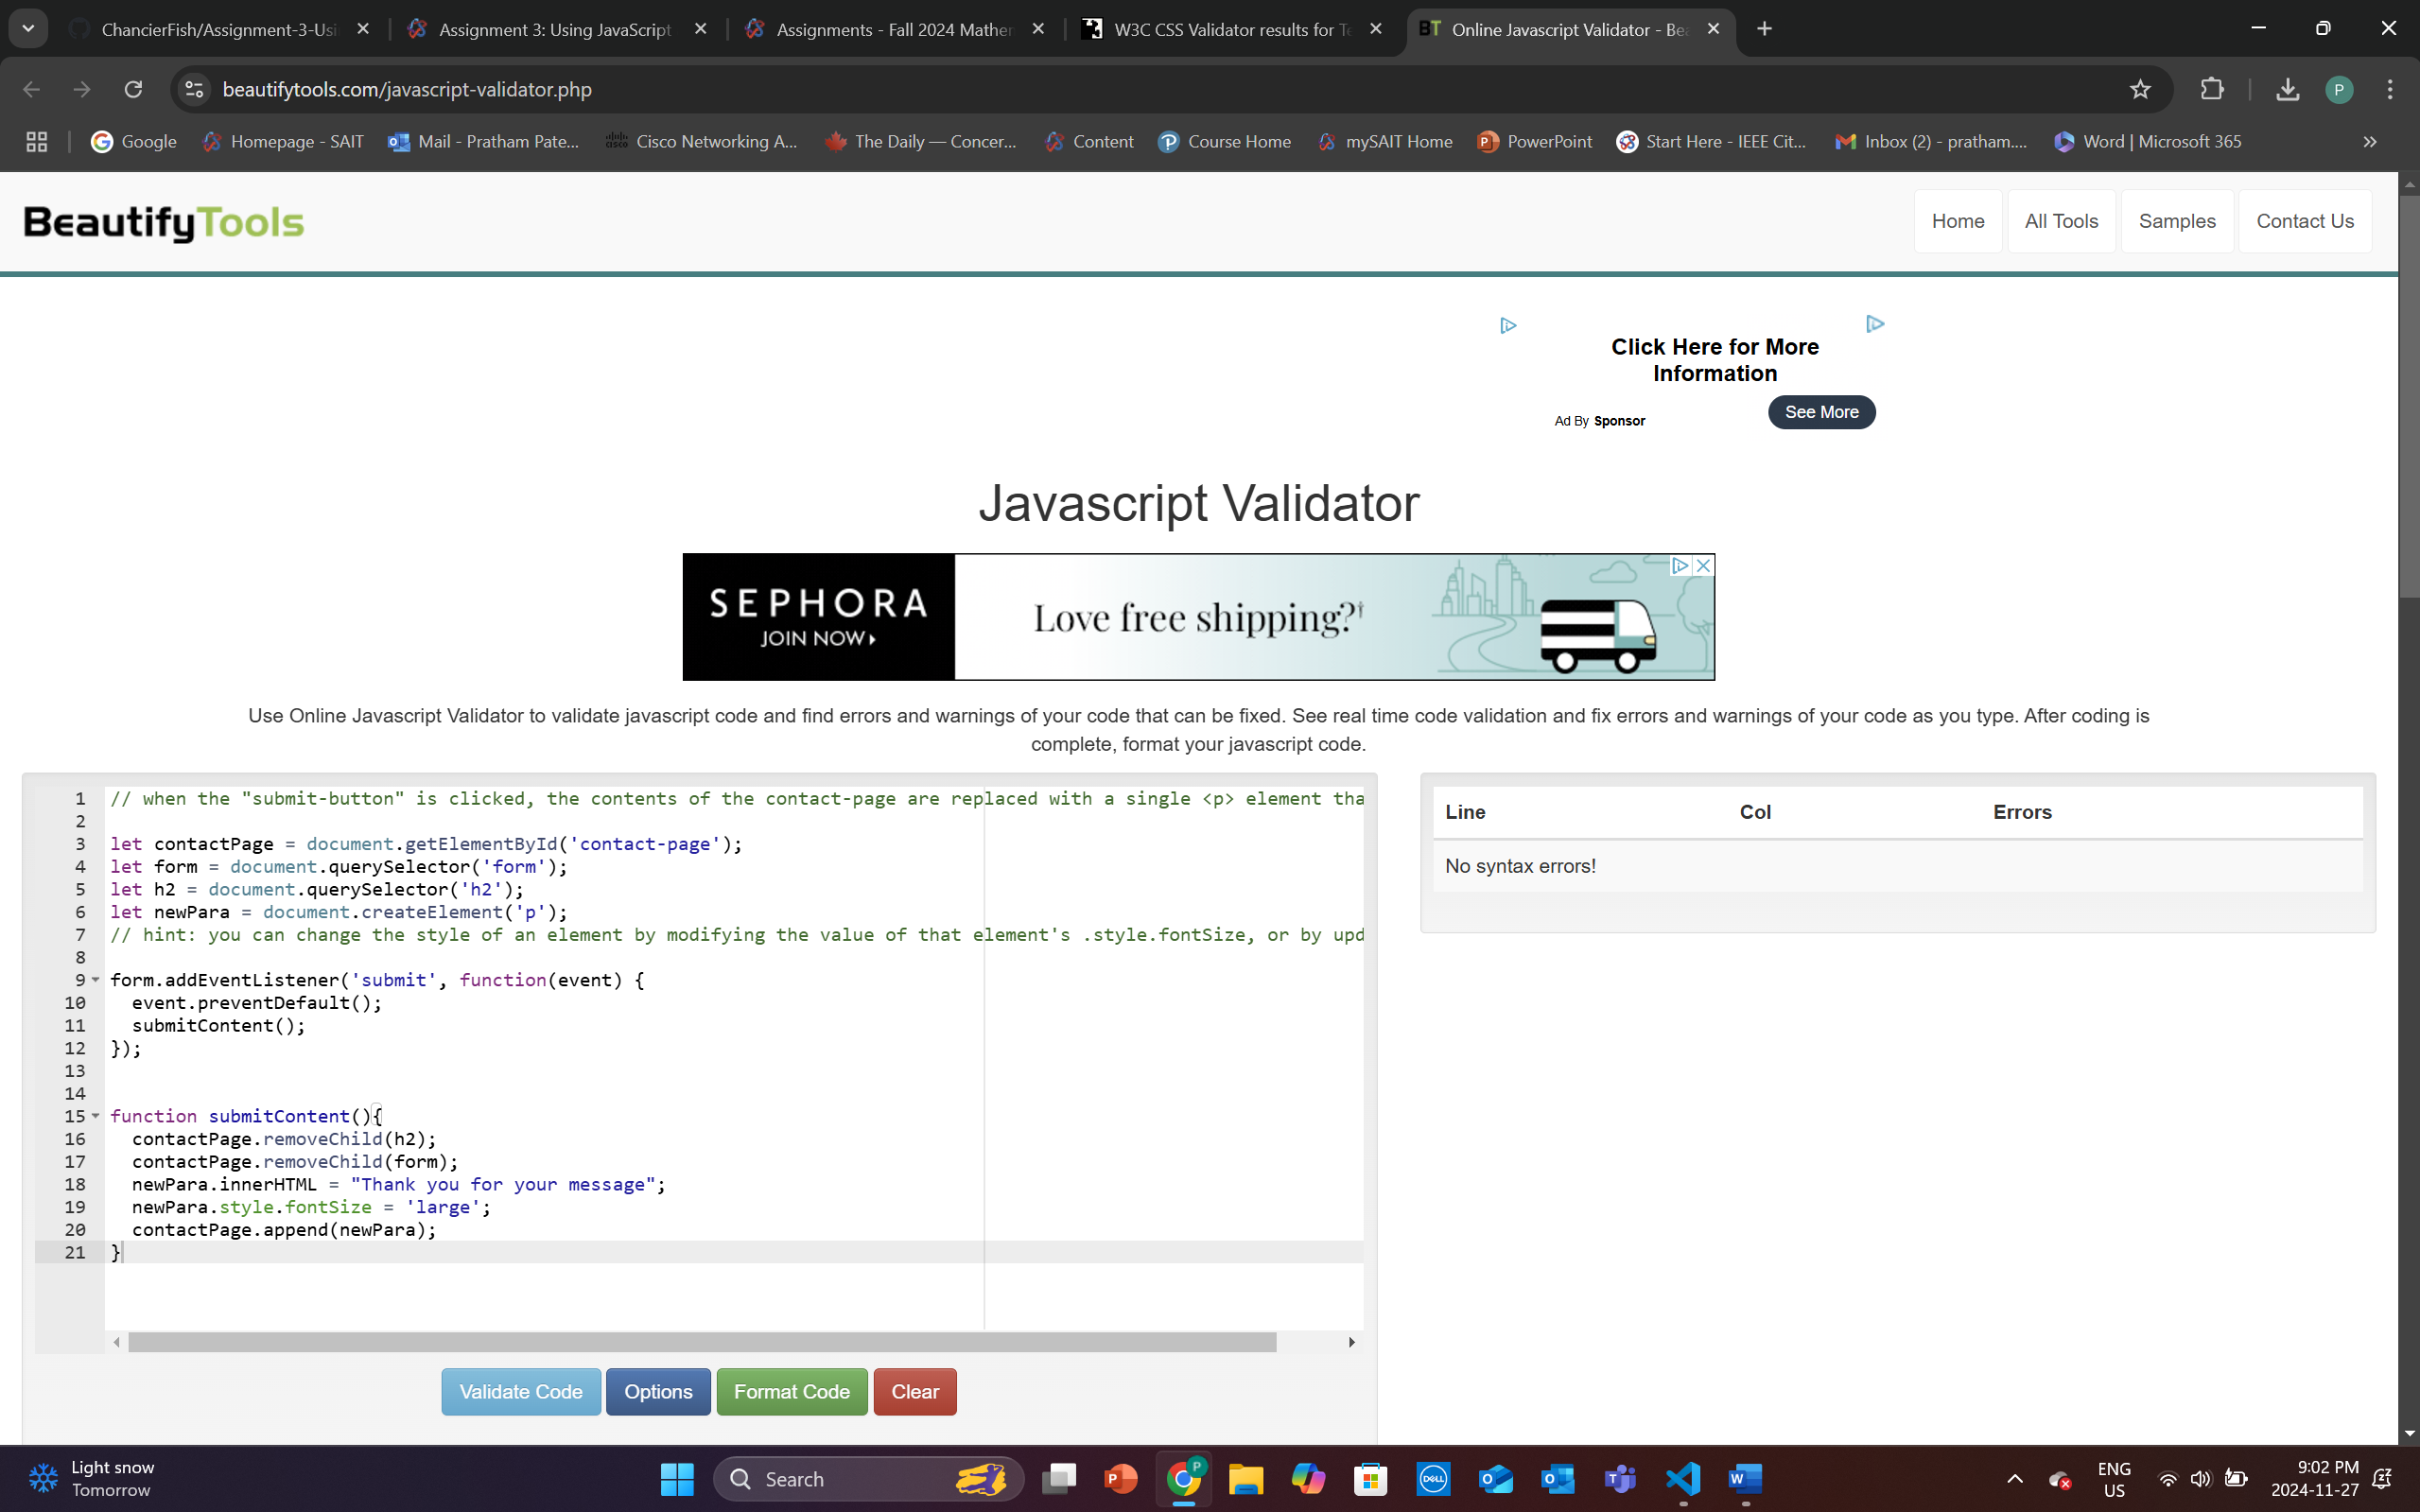 ChancierFish/Assignment-3-Usi
Assignment 3: Using JavaScript
Assignments - Fall 2024 Mather
W3C CSS Validator results for Te
BT Online Javascript Validator - Bea
beautifytools.com/javascript-validator.php
P
Google
Homepage - SAIT
Mail - Pratham Pate...
Cisco Networking A...
The Daily — Concer...
Content
Course Home
mySAIT Home
PowerPoint
Start Here - IEEE Cit...
Inbox (2) - pratham....
Word | Microsoft 365
BeautifyTools
Home
All Tools
Samples
Contact Us
Click Here for More
Information
Ad By Sponsor
See More
Javascript Validator
SEPHORA
JOIN NOW
Love free shipping?†
Use Online Javascript Validator to validate javascript code and find errors and warnings of your code that can be fixed. See real time code validation and fix errors and warnings of your code as you type. After coding is
complete, format your javascript code.
1 // when the "submit-button" is clicked, the contents of the contact-page are replaced with a single <p> element tha
2
3 let contactPage = document.getElementById('contact-page');
4 let form = document.querySelector('form');
5 let h2 = document.querySelector('h2');
6 let newPara = document.createElement('p');
7 // hint: you can change the style of an element by modifying the value of that element's .style.fontSize, or by upd
8
9 form.addEventListener('submit', function(event) {
10 event.preventDefault();
11 submitContent();
12 });
13
14
15 function submitContent(){
16 contactPage.removeChild(h2);
17 contactPage.removeChild(form);
18 newPara.innerHTML = "Thank you for your message";
19 newPara.style.fontSize = 'large';
20 contactPage.append(newPara);
21 }
Line Col Errors
No syntax errors!
Validate Code
Options
Format Code
Clear
Light snow
Tomorrow
Search
P
DELL
ENG
US
9:02 PM
2024-11-27